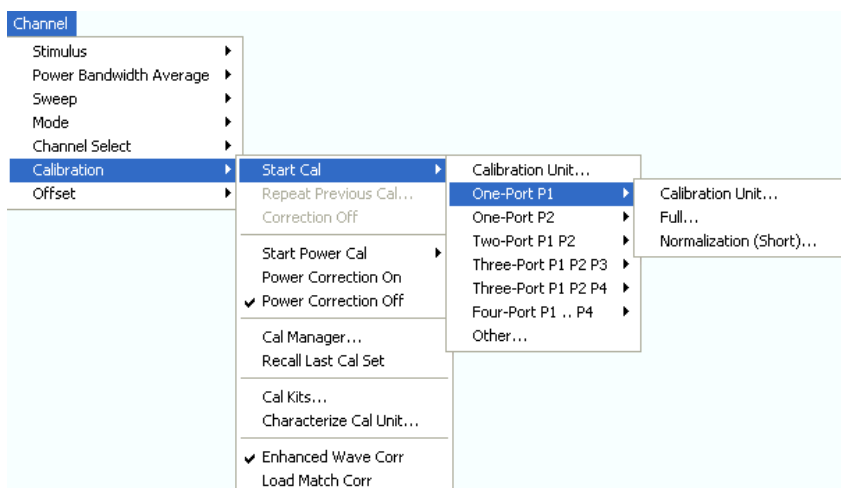 Channel
Stimulus
Power Bandwidth Average
Sweep
Mode
Channel Select
Calibration
Offset
Start Cal
Repeat Previous Cal...
Correction Off
Start Power Cal
Power Correction On
Power Correction Off
Cal Manager...
Recall Last Cal Set
Cal Kits...
Characterize Cal Unit...
Enhanced Wave Corr
Load Match Corr
Calibration Unit...
One-Port P1
One-Port P2
Two-Port P1 P2
Three-Port P1 P2 P3
Three-Port P1 P2 P4
Four-Port P1 .. P4
Other...
Calibration Unit...
Full...
Normalization (Short)...